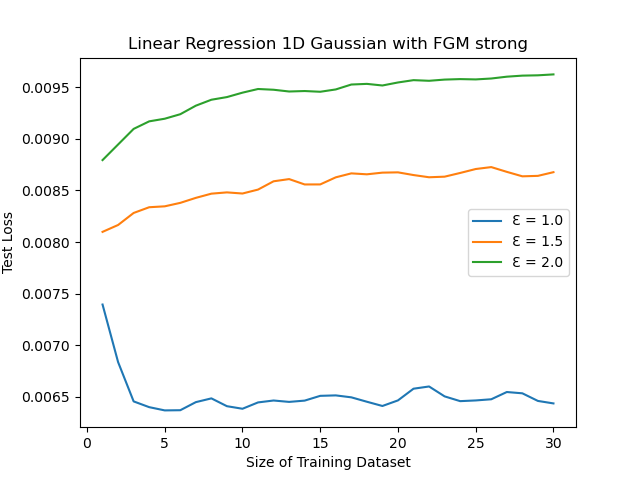 Linear Regression 1D Gaussian with FGM strong
Test Loss
0.0095
0.0090
0.0085
0.0080
0.0075
0.0070
0.0065
Ɛ = 1.0
Ɛ = 1.5
Ɛ = 2.0
0 5 10 15 20 25 30
Size of Training Dataset